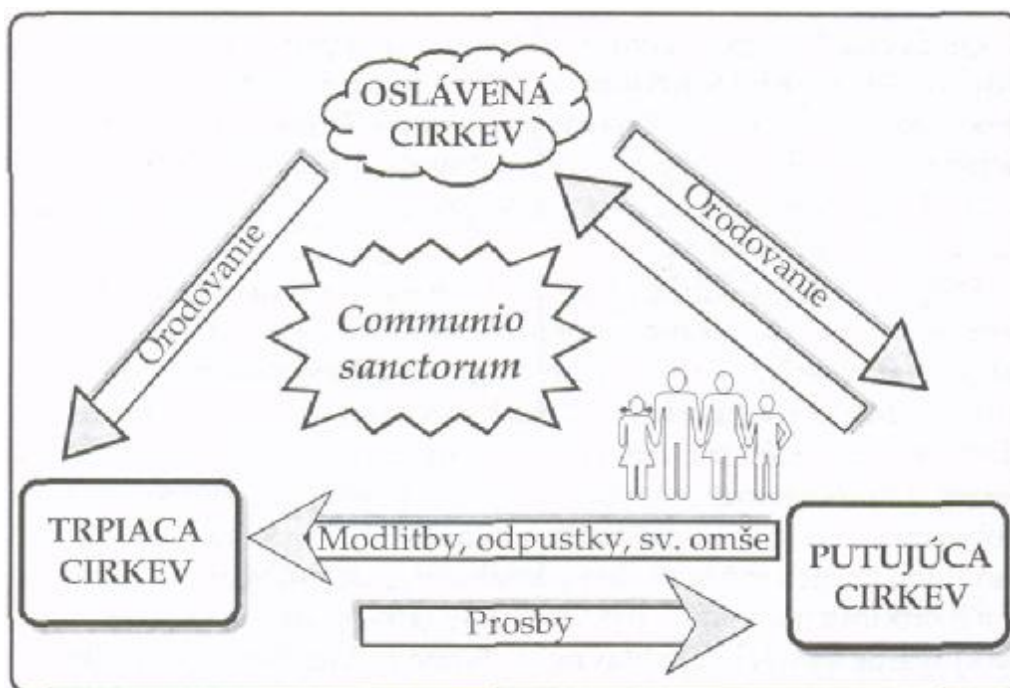 OSLÁVENÁ
CIRKEV
Orodovanie
Orodovanie
Communio
sanctorum
TRPIACA
CIRKEV
Modlitby, odpustky, sv. omše
PUTUJÚCA
CIRKEV
Prosby